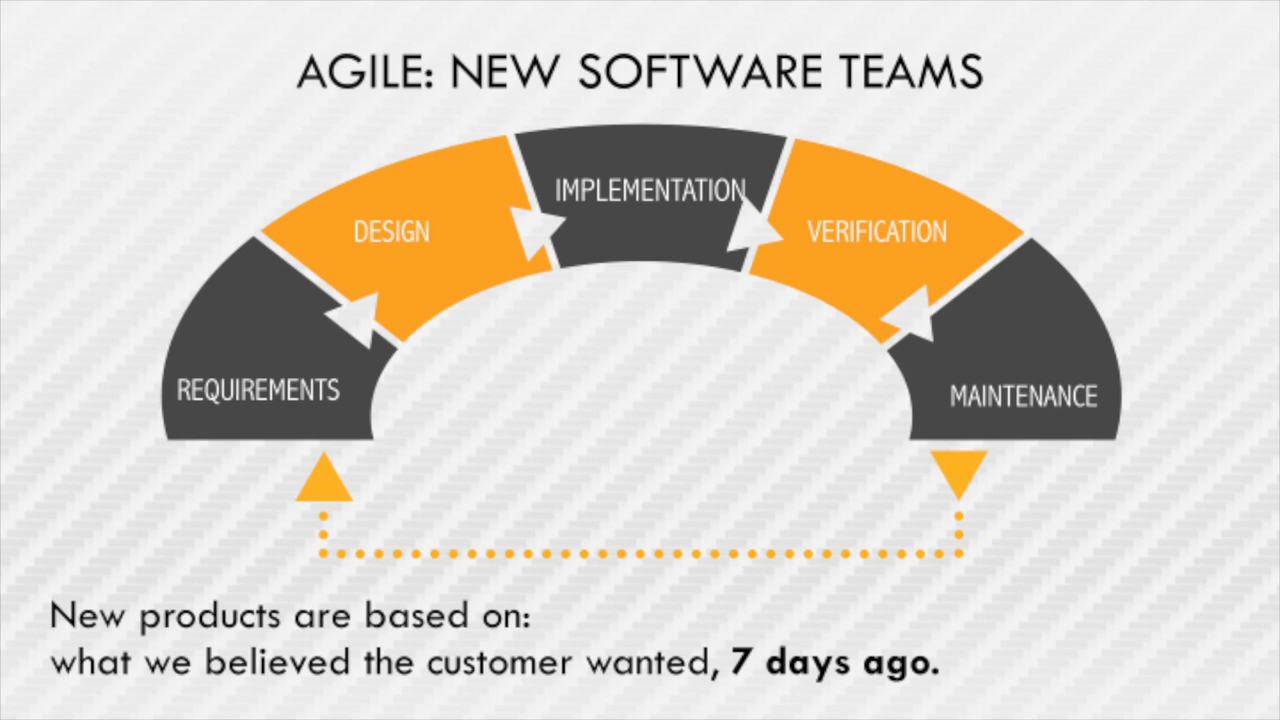 AGILE: NEW SOFTWARE TEAMS
IMPLEMENTATION
DESIGN
VERIFICATION
REQUIREMENTS
MAINTENANCE
New products are based on:
what we believed the customer wanted, 7 days ago.